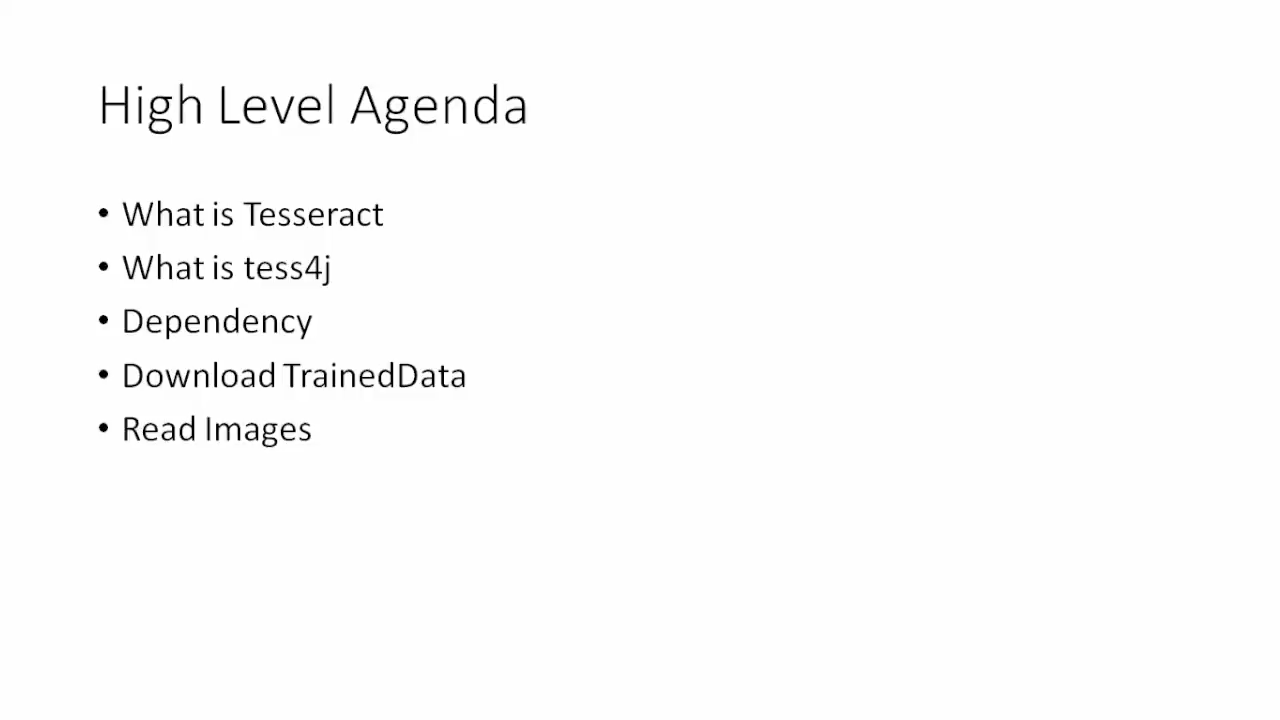 High Level Agenda
• What is Tesseract
• What is tess4j
• Dependency
• Download TrainedData
• Read Images